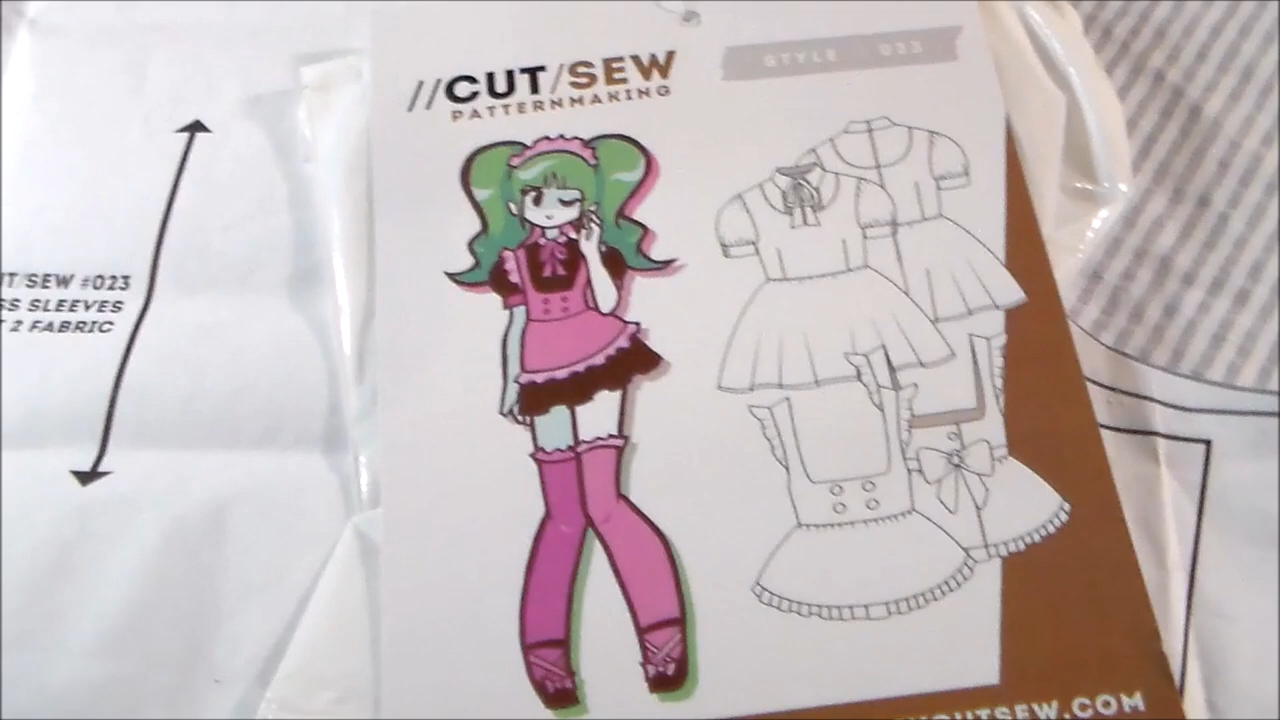 //CUT/SEW
PATTERNMAKING
STYLE 023
T/SEW #023
SS SLEEVES
T 2 FABRIC
CUTSEW.COM